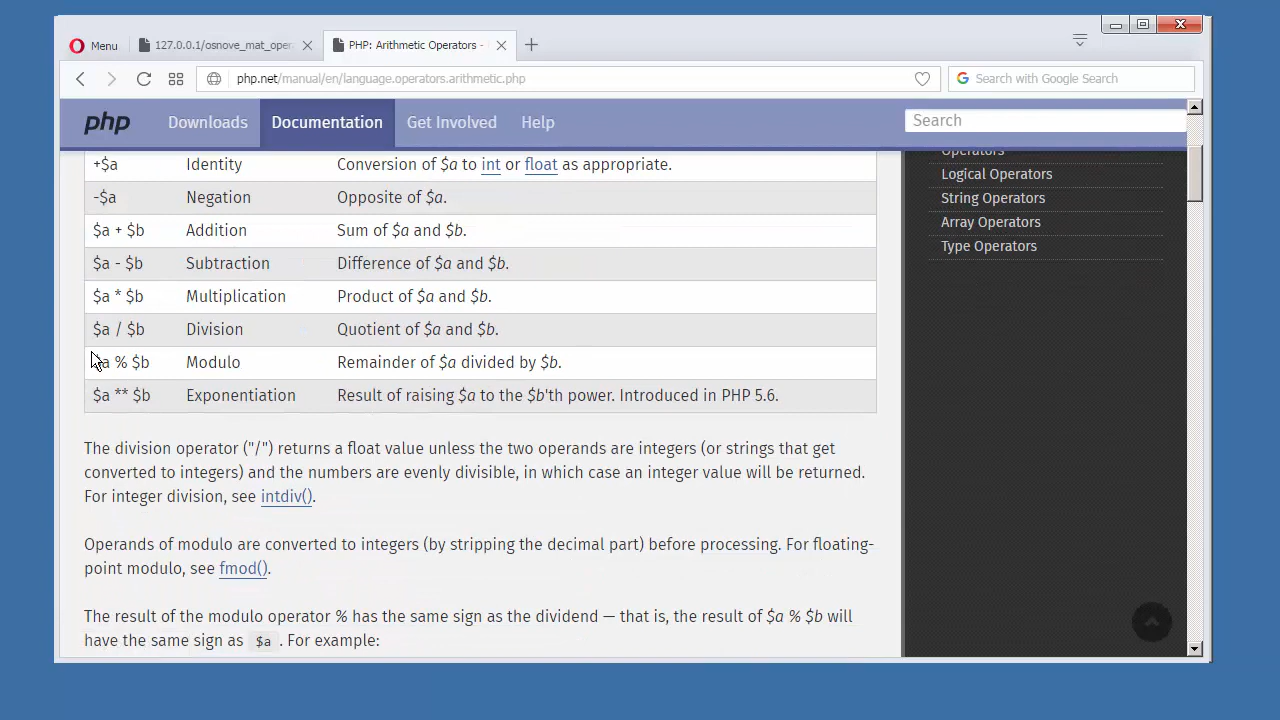 Menu
127.0.0.1/osnove_mat_oper
PHP: Arithmetic Operators -
php.net/manual/en/language.operators.arithmetic.php
Search with Google Search
php
Downloads
Documentation
Get Involved
Help
Search
+$a Identity Conversion of $a to int or float as appropriate.
-$a Negation Opposite of $a.
$a + $b Addition Sum of $a and $b.
$a - $b Subtraction Difference of $a and $b.
$a * $b Multiplication Product of $a and $b.
$a / $b Division Quotient of $a and $b.
$a % $b Modulo Remainder of $a divided by $b.
$a ** $b Exponentiation Result of raising $a to the $b'th power. Introduced in PHP 5.6.
The division operator ("/") returns a float value unless the two operands are integers (or strings that get
converted to integers) and the numbers are evenly divisible, in which case an integer value will be returned.
For integer division, see intdiv().
Operands of modulo are converted to integers (by stripping the decimal part) before processing. For floating-
point modulo, see fmod().
The result of the modulo operator % has the same sign as the dividend — that is, the result of $a % $b will
have the same sign as $a . For example:
Operators
Logical Operators
String Operators
Array Operators
Type Operators